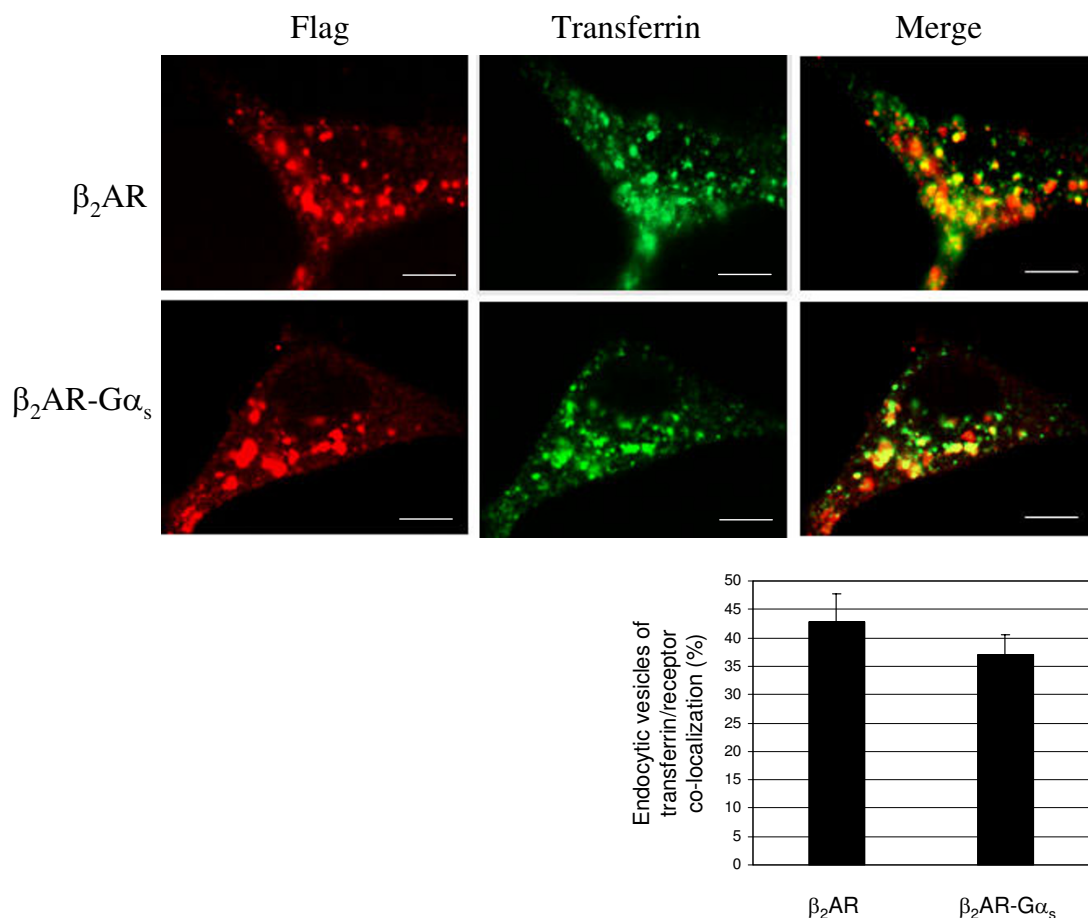 Flag Transferrin Merge
β₂AR
β₂AR-Gαₛ
Endocytic vesicles of
transferrin/receptor
co-localization (%)
50
45
40
35
30
25
20
15
10
5
0
β₂AR β₂AR-Gαₛ